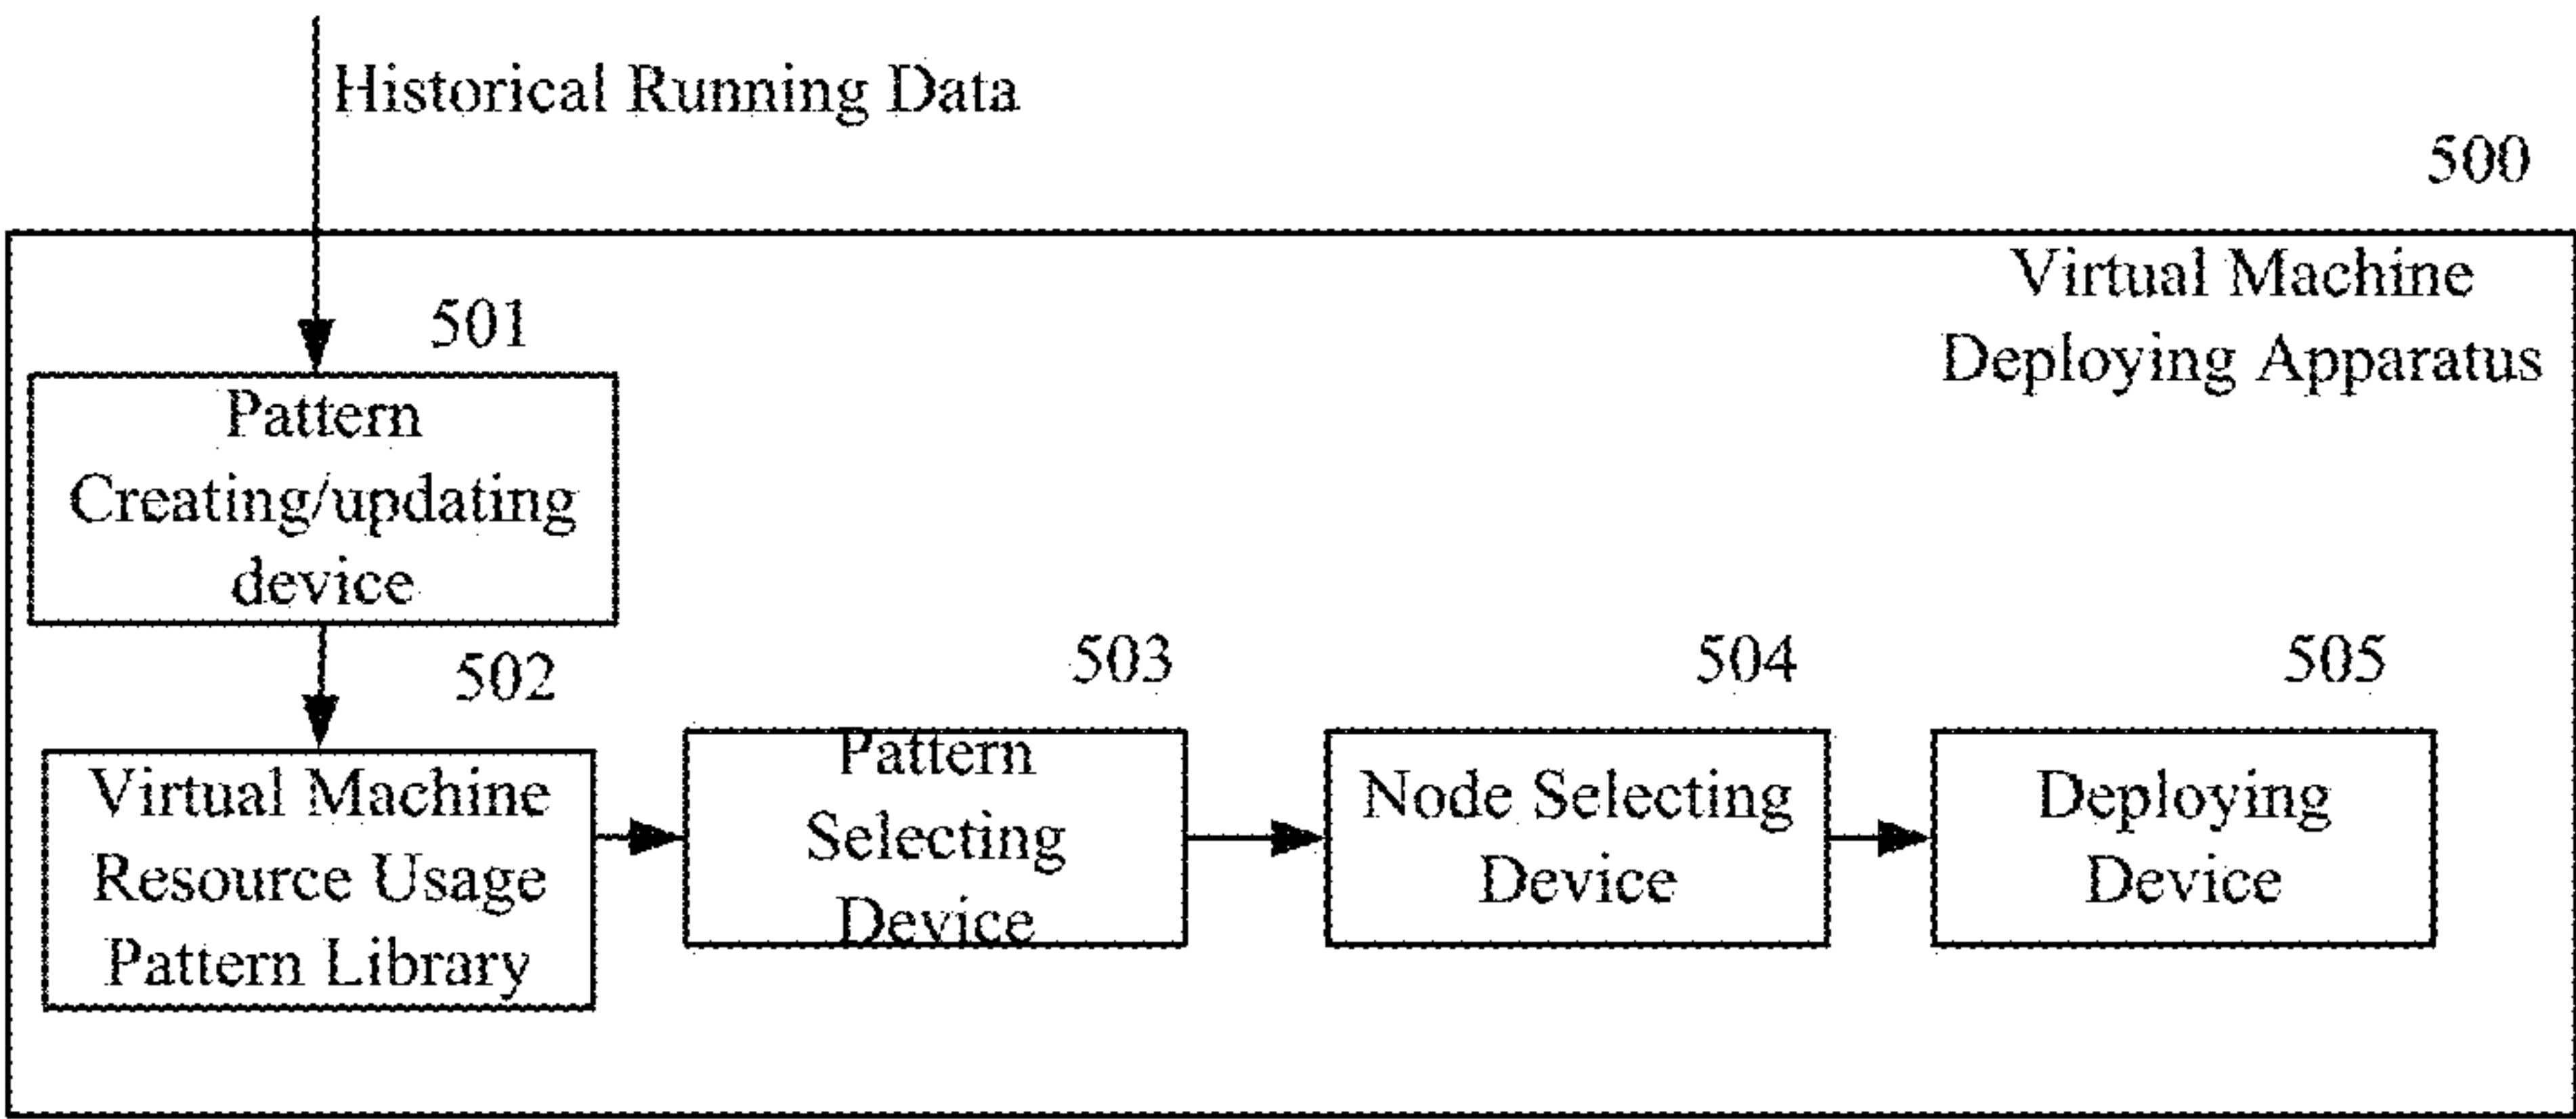 Historical Running Data
500
Virtual Machine
Deploying Apparatus
501
Pattern
Creating/updating
device
502
Virtual Machine
Resource Usage
Pattern Library
503
Pattern
Selecting
Device
504
Node Selecting
Device
505
Deploying
Device